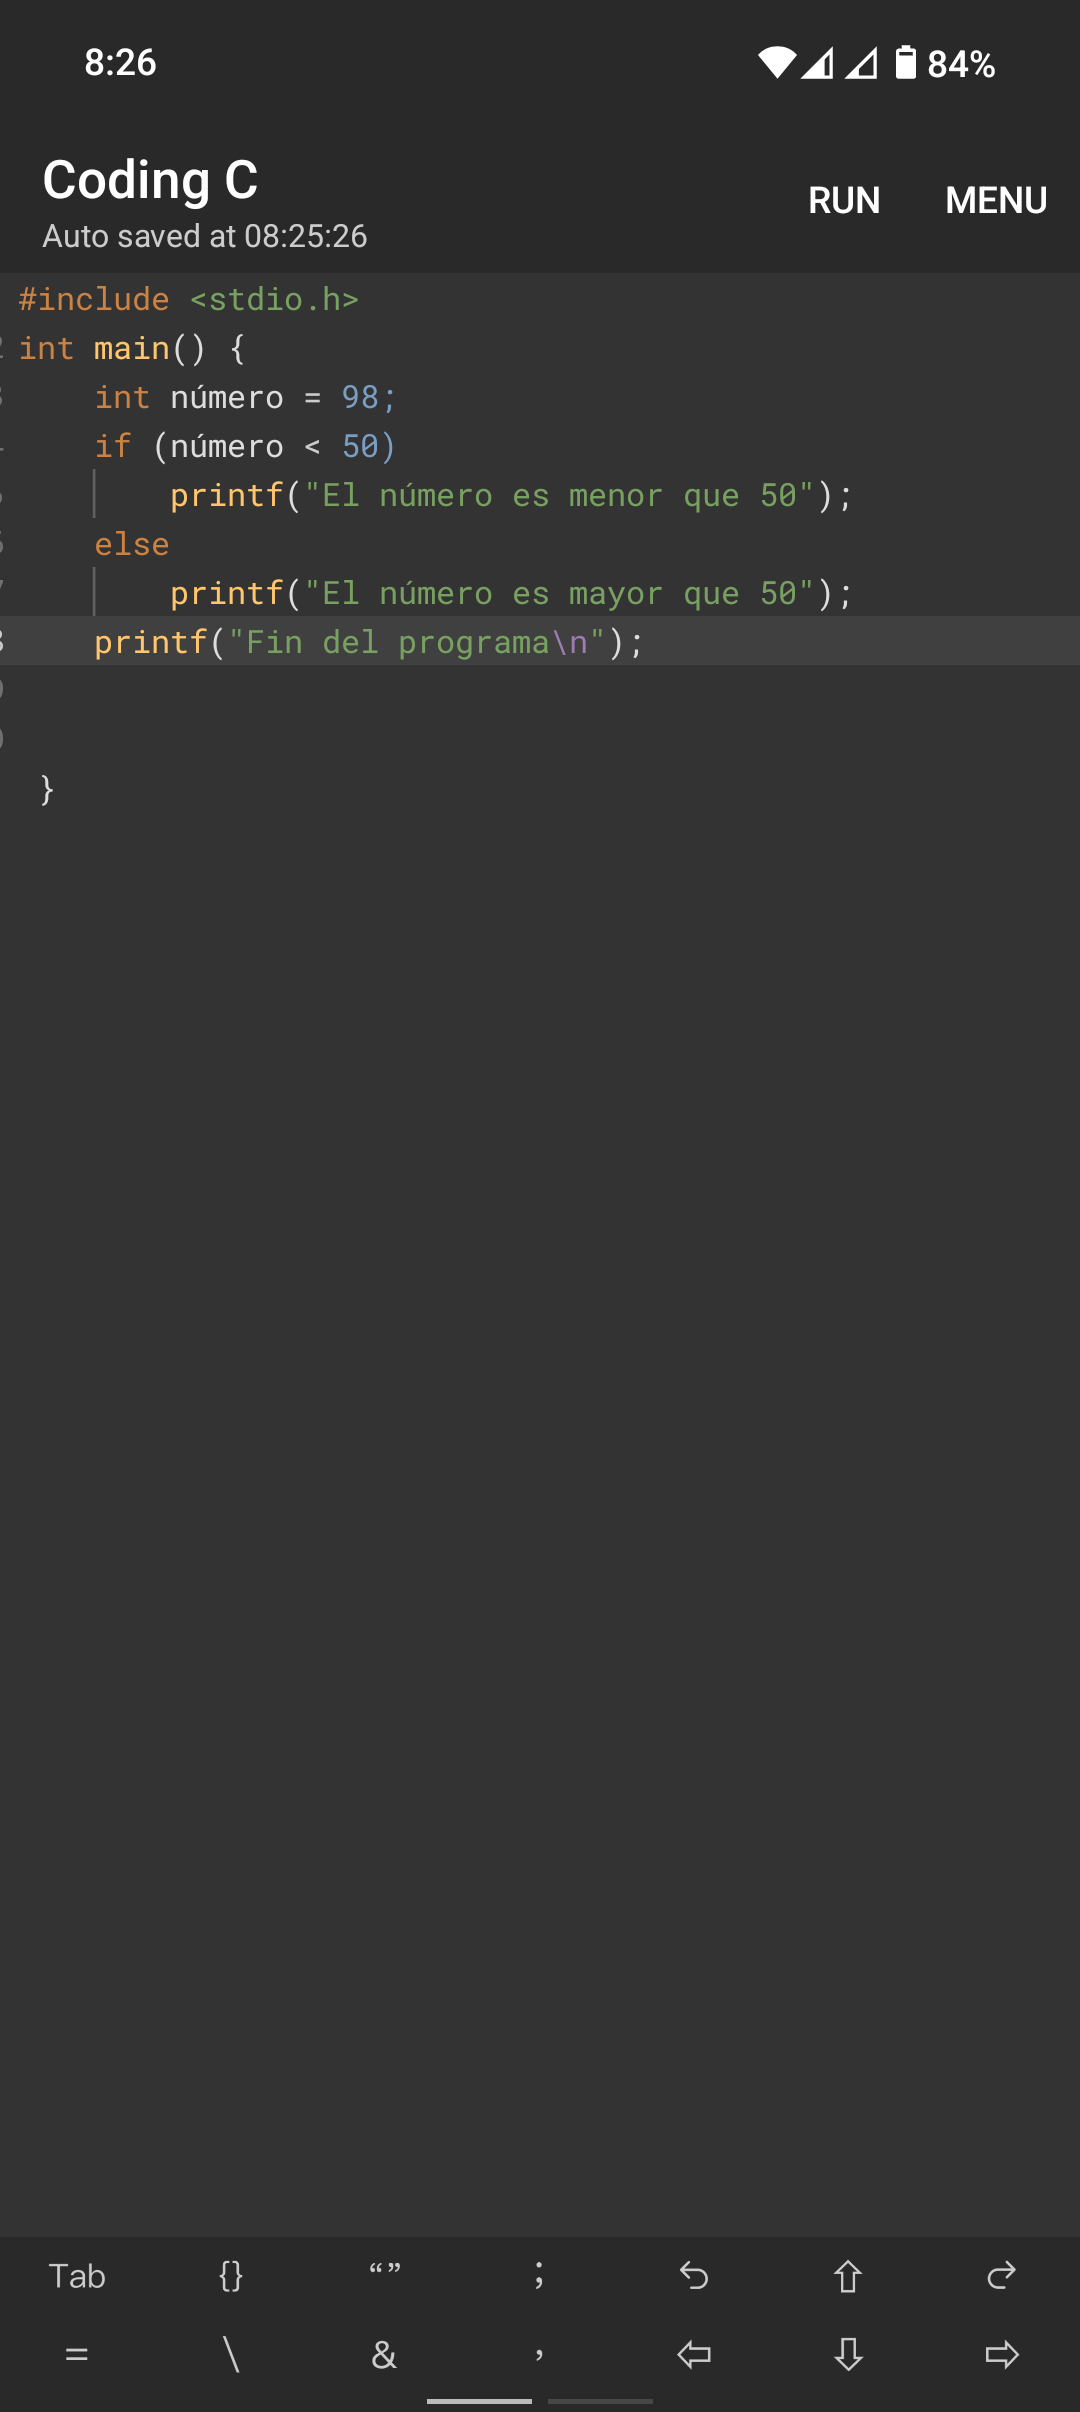 8:26
84%
Coding C
RUN
MENU
Auto saved at 08:25:26
#include <stdio.h>
int main() {
    int número = 98;
    if (número < 50)
        printf("El número es menor que 50");
    else
        printf("El número es mayor que 50");
    printf("Fin del programa\n");
}
Tab {} “” ;
= \ & ,